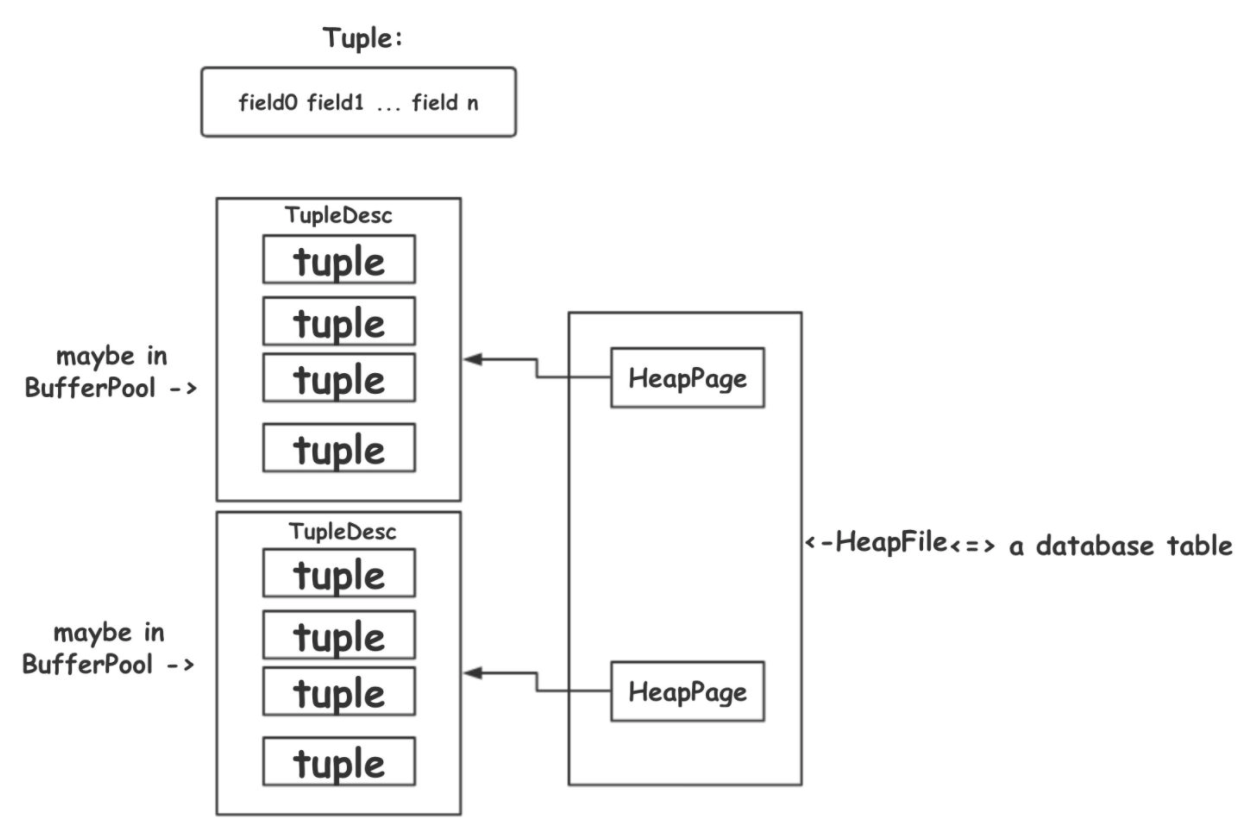 Tuple:
field0 field1 ... field n
TupleDesc
tuple
tuple
tuple
tuple
maybe in
BufferPool ->
HeapPage
TupleDesc
tuple
tuple
tuple
tuple
maybe in
BufferPool ->
HeapPage
<-HeapFile<=> a database table